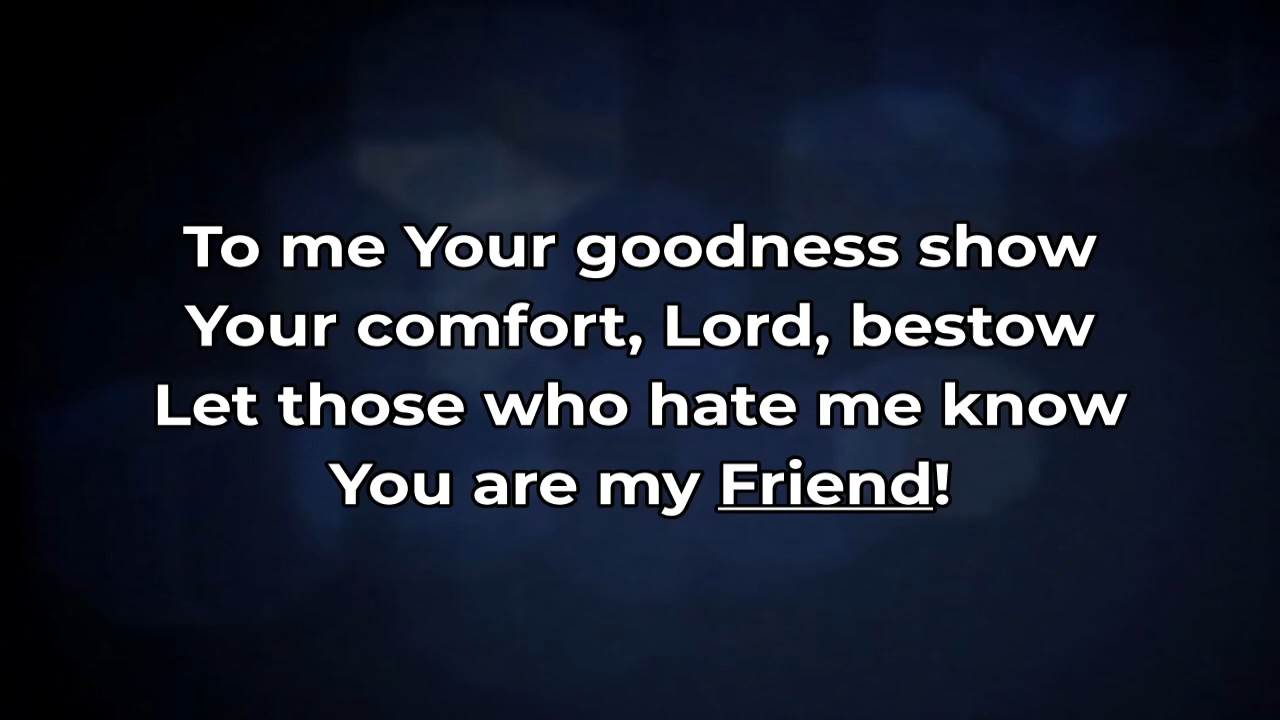 To me Your goodness show
Your comfort, Lord, bestow
Let those who hate me know
You are my Friend!